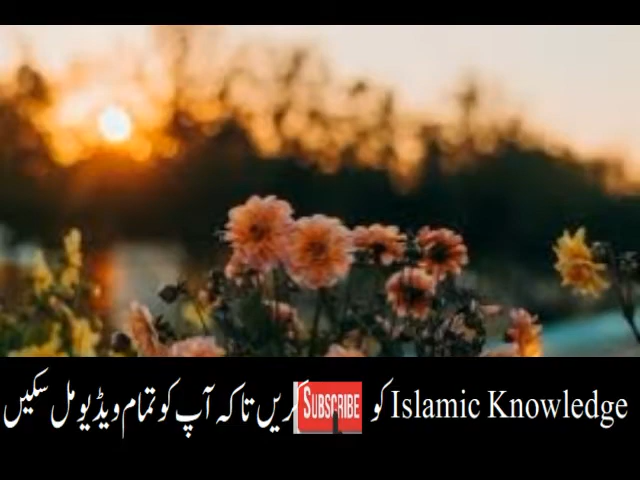 Islamic Knowledge کو SUBSCRIBE کریں تاکہ آپ کو تمام ویڈیو مل سکیں